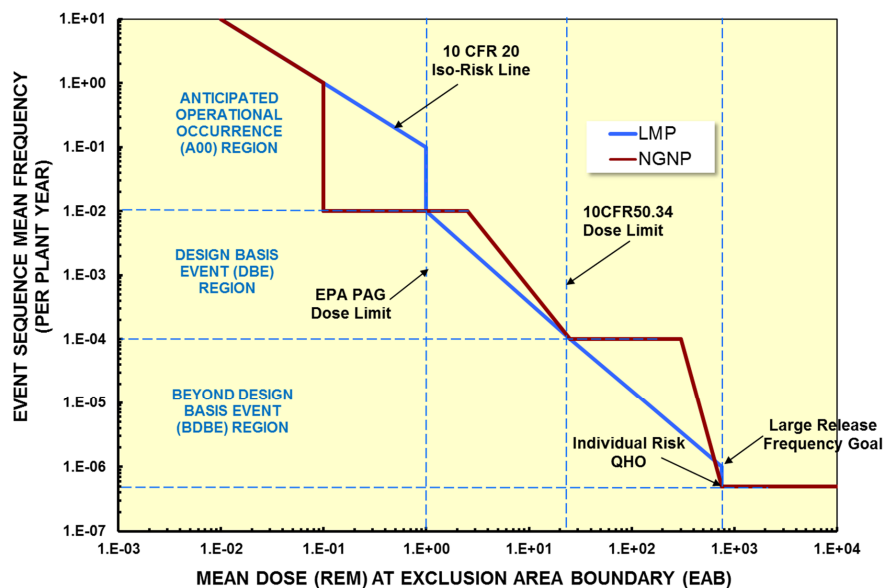 1.E+01
1.E+00
1.E-01
1.E-02
1.E-03
1.E-04
1.E-05
1.E-06
1.E-07
EVENT SEQUENCE MEAN FREQUENCY
(PER PLANT YEAR)
10 CFR 20
Iso-Risk Line
ANTICIPATED
OPERATIONAL
OCCURRENCE
(A00) REGION
LMP
NGNP
10CFR50.34
Dose Limit
DESIGN BASIS
EVENT (DBE)
REGION
EPA PAG
Dose Limit
BEYOND DESIGN
BASIS EVENT
(BDBE) REGION
Large Release
Frequency Goal
Individual Risk
QHO
1.E-03 1.E-02 1.E-01 1.E+00 1.E+01 1.E+02 1.E+03 1.E+04
MEAN DOSE (REM) AT EXCLUSION AREA BOUNDARY (EAB)